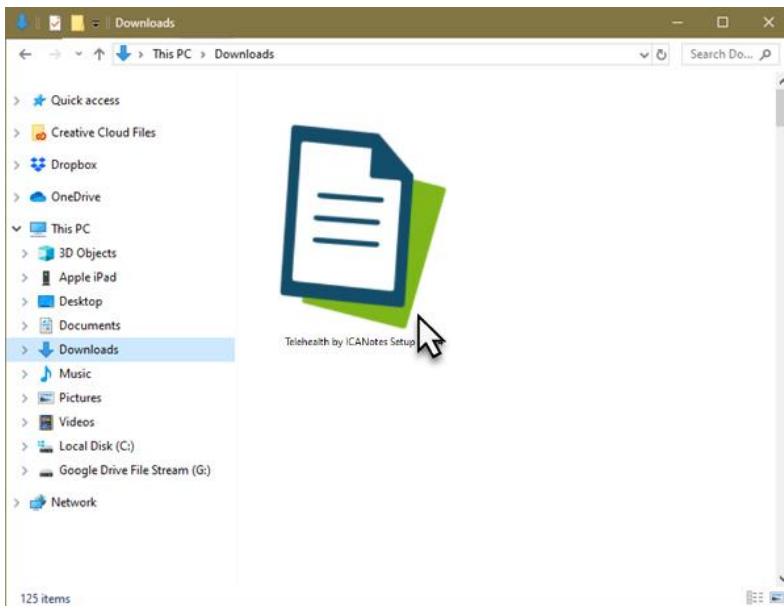 Downloads
This PC > Downloads
Search Do...
Quick access
Creative Cloud Files
Dropbox
OneDrive
This PC
3D Objects
Apple iPad
Desktop
Documents
Downloads
Music
Pictures
Videos
Local Disk (C:)
Google Drive File Stream (G:)
Network
Telehealth by ICANotes Setup
125 items